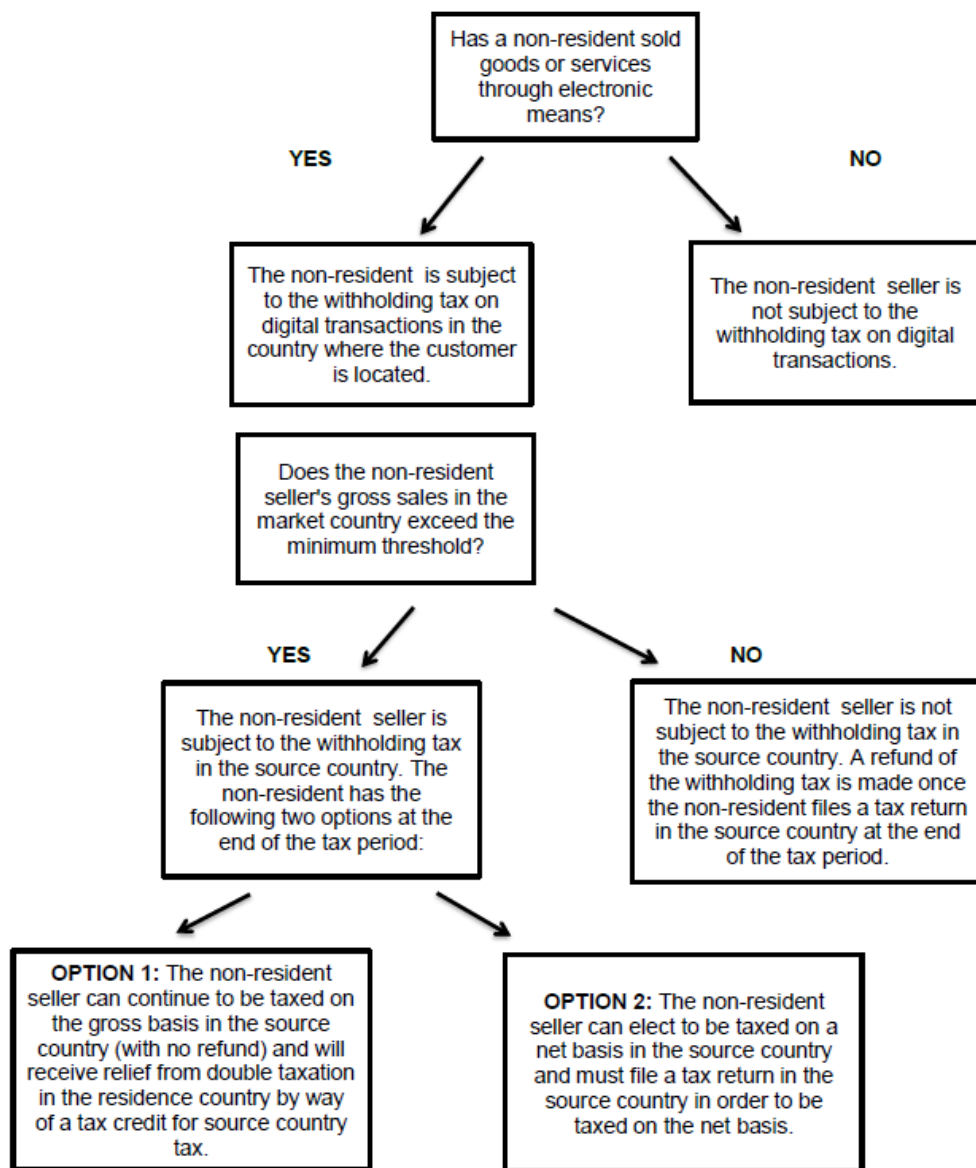 Has a non-resident sold
goods or services
through electronic
means?
YES
NO
The non-resident is subject
to the withholding tax on
digital transactions in the
country where the customer
is located.
The non-resident seller is
not subject to the
withholding tax on digital
transactions.
Does the non-resident
seller's gross sales in the
market country exceed the
minimum threshold?
YES
NO
The non-resident seller is
subject to the withholding tax
in the source country. The
non-resident has the
following two options at the
end of the tax period:
The non-resident seller is not
subject to the withholding tax in
the source country. A refund of
the withholding tax is made once
the non-resident files a tax return
in the source country at the end
of the tax period.
OPTION 1: The non-resident
seller can continue to be taxed on
the gross basis in the source
country (with no refund) and will
receive relief from double taxation
in the residence country by way
of a tax credit for source country
tax.
OPTION 2: The non-resident
seller can elect to be taxed on a
net basis in the source country
and must file a tax return in the
source country in order to be
taxed on the net basis.